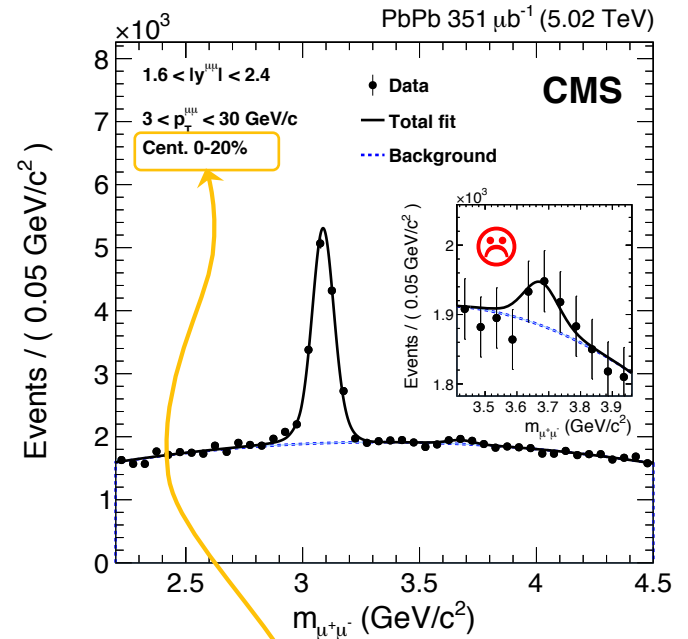 PbPb 351 μb⁻¹ (5.02 TeV)
×10³
1.6 < |y^μμ| < 2.4
3 < p_T^μμ < 30 GeV/c
Cent. 0-20%
Data
Total fit
Background
CMS
Events / ( 0.05 GeV/c² )
8
7
6
5
4
3
2
1
0
2.5
3
3.5
4
4.5
m_μ⁺μ⁻ (GeV/c²)
×10³
Events / ( 0.05 GeV/c² )
2
1.9
1.8
3.5
3.6
3.7
3.8
3.9
m_μ⁺μ⁻ (GeV/c²)